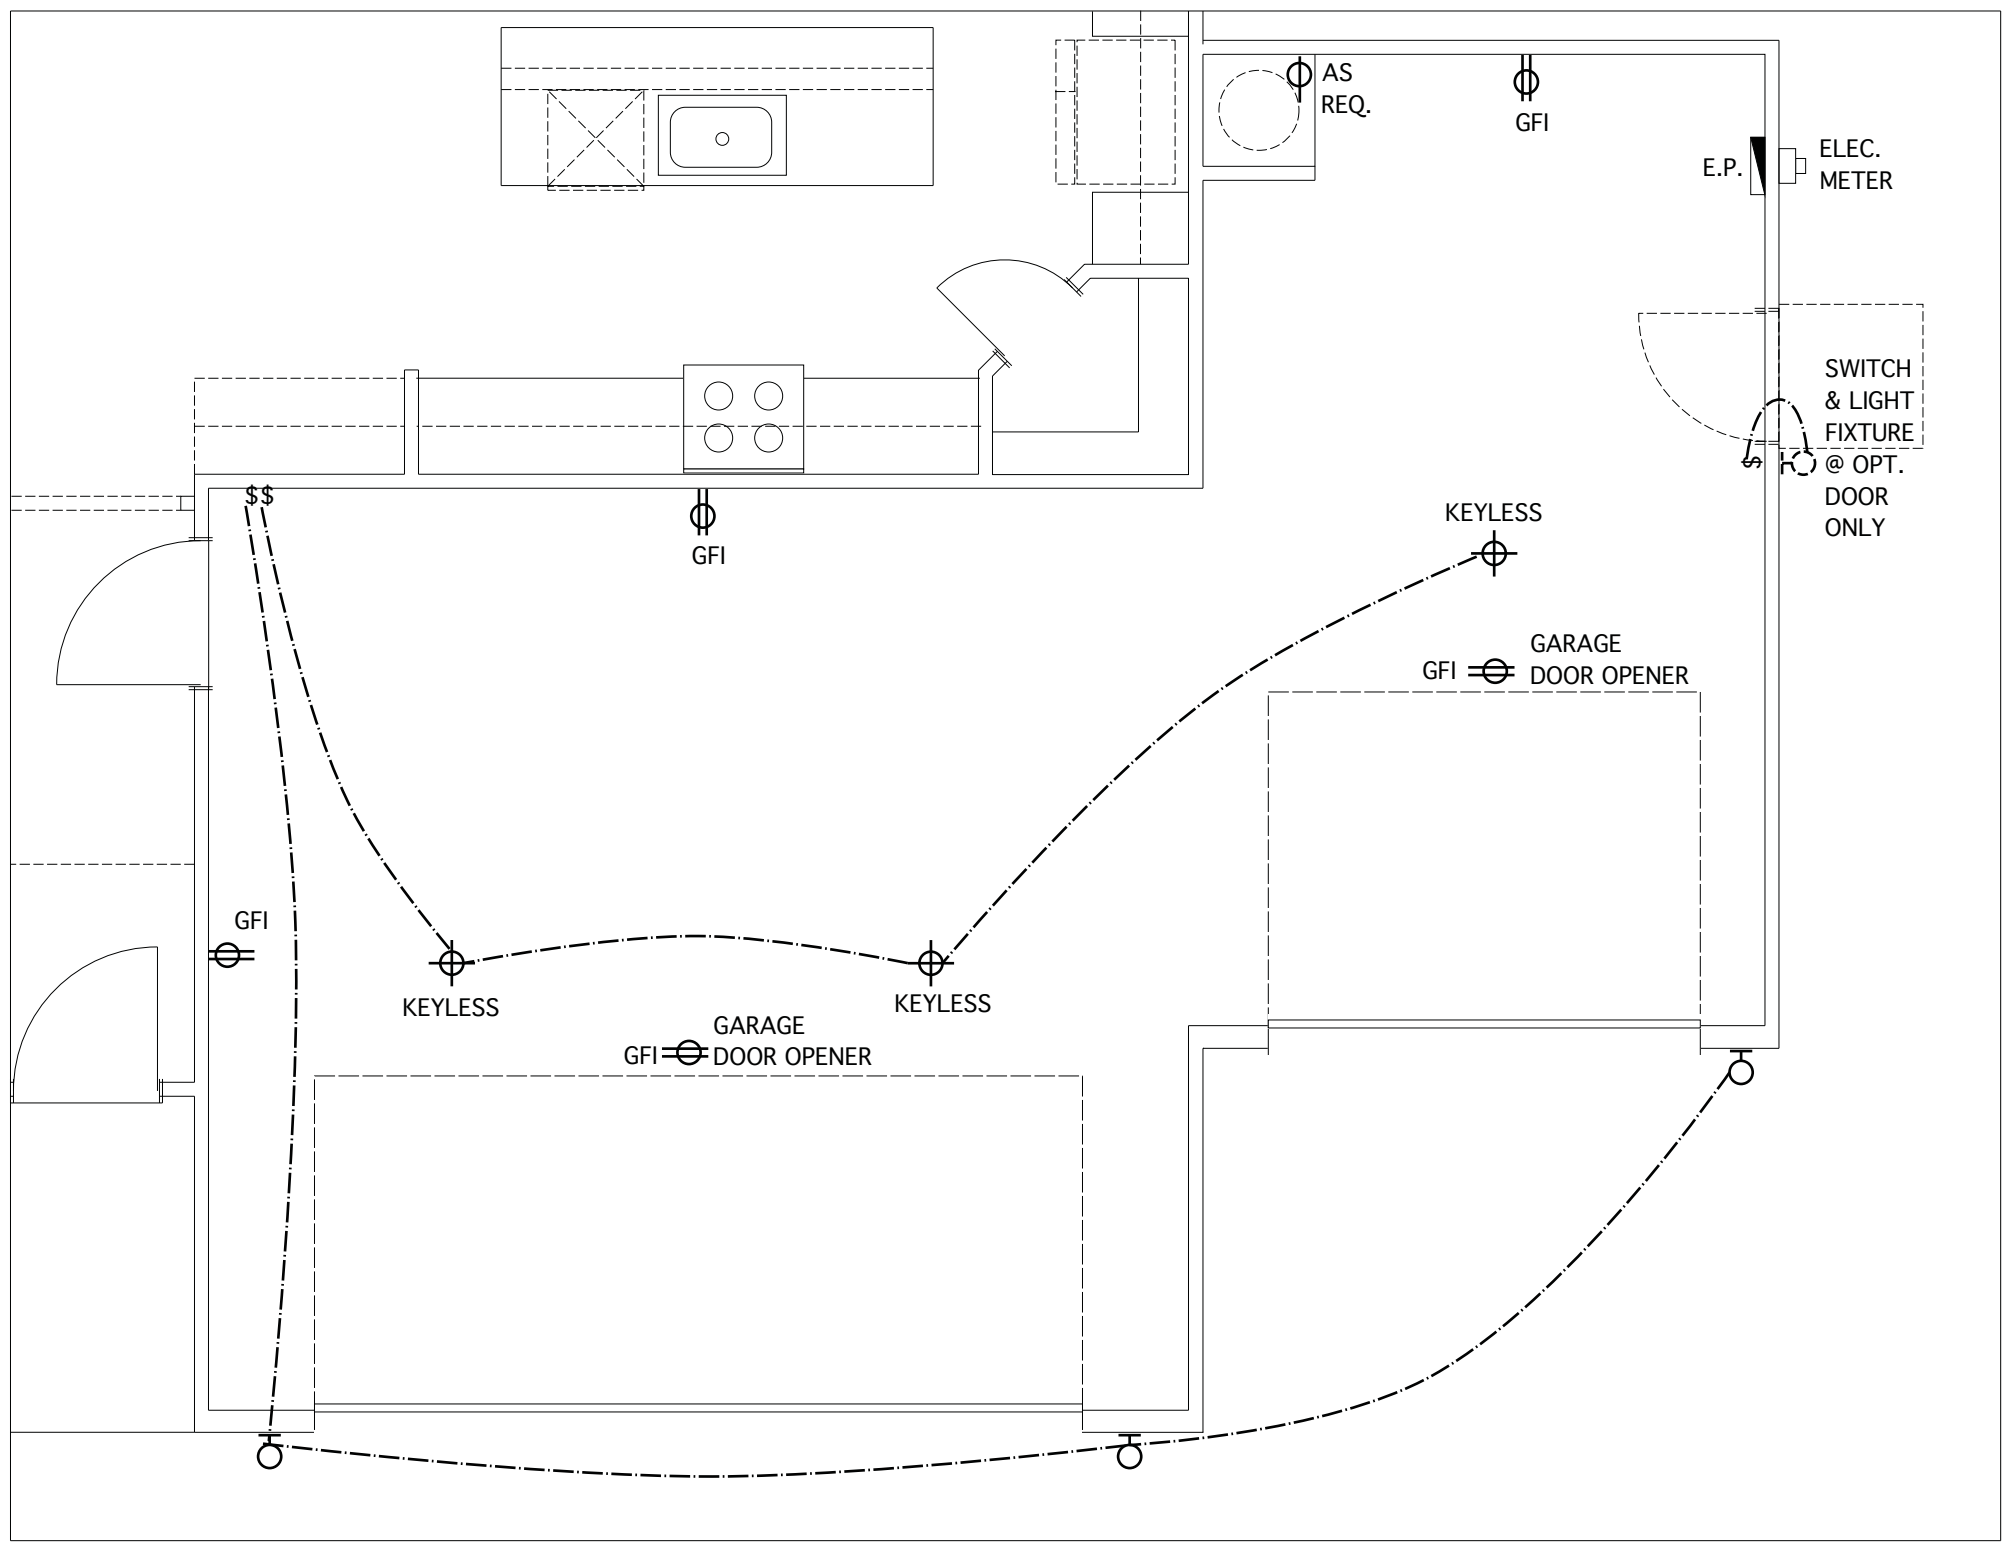 AS
REQ.
GFI
E.P.
ELEC.
METER
SWITCH
& LIGHT
FIXTURE
@ OPT.
DOOR
ONLY
$
$$
GFI
KEYLESS
GFI
GARAGE
DOOR OPENER
GFI
KEYLESS
KEYLESS
GFI
GARAGE
DOOR OPENER